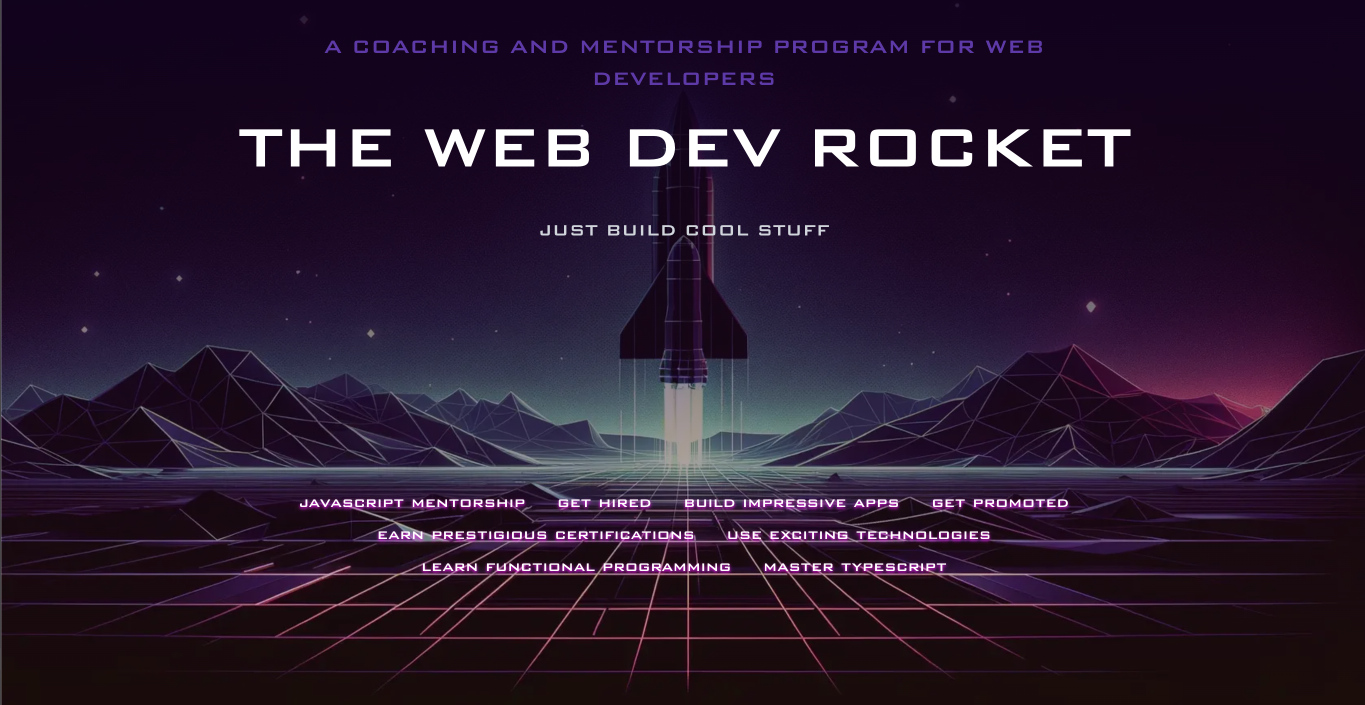 A COACHING AND MENTORSHIP PROGRAM FOR WEB
DEVELOPERS
THE WEB DEV ROCKET
JUST BUILD COOL STUFF
JAVASCRIPT MENTORSHIP GET HIRED BUILD IMPRESSIVE APPS GET PROMOTED
EARN PRESTIGIOUS CERTIFICATIONS USE EXCITING TECHNOLOGIES
LEARN FUNCTIONAL PROGRAMMING MASTER TYPESCRIPT